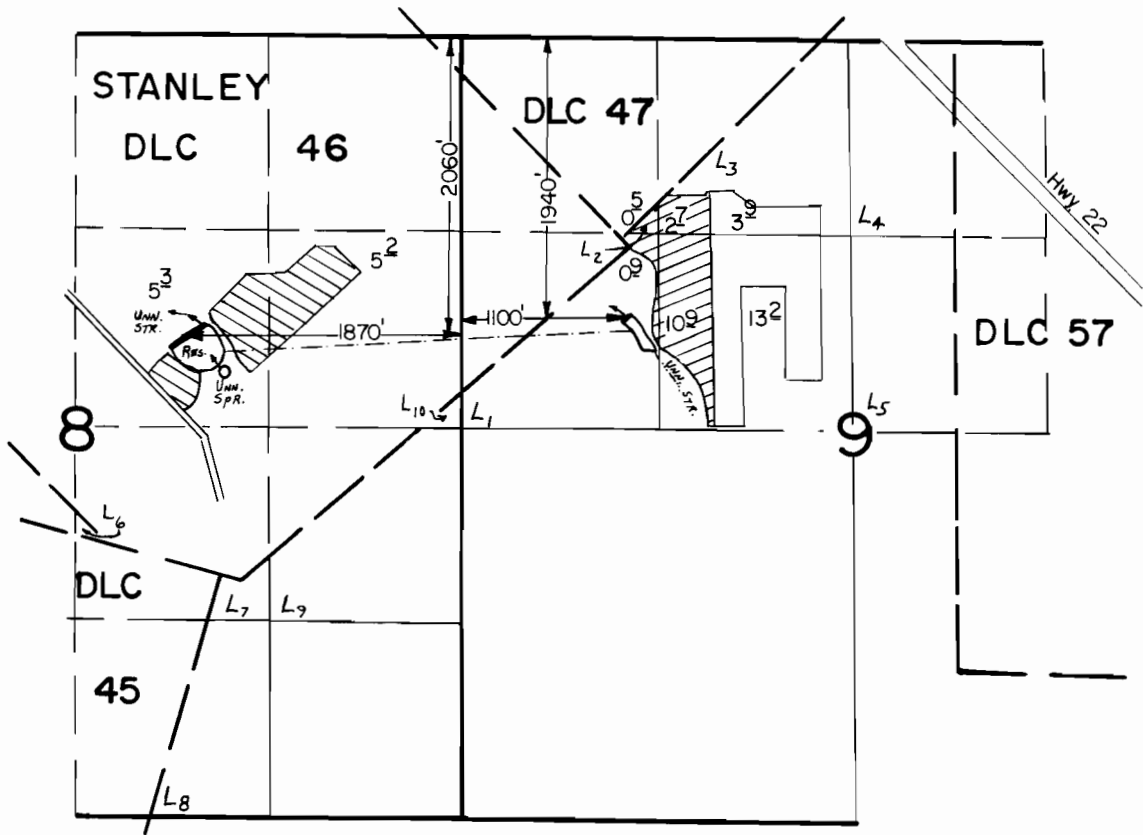 STANLEY
DLC 46
DLC 47
2060'
1940'
L3
Hwy 22
0 5
2 7
3 9
L4
L2
0 9
5 2
5 3
UNN. STR.
RES.
UNN. SPR.
1870'
1100'
10 9
13 2
UNN. STR.
DLC 57
L10
L1
L5
8
9
L6
DLC
45
L7
L9
L8